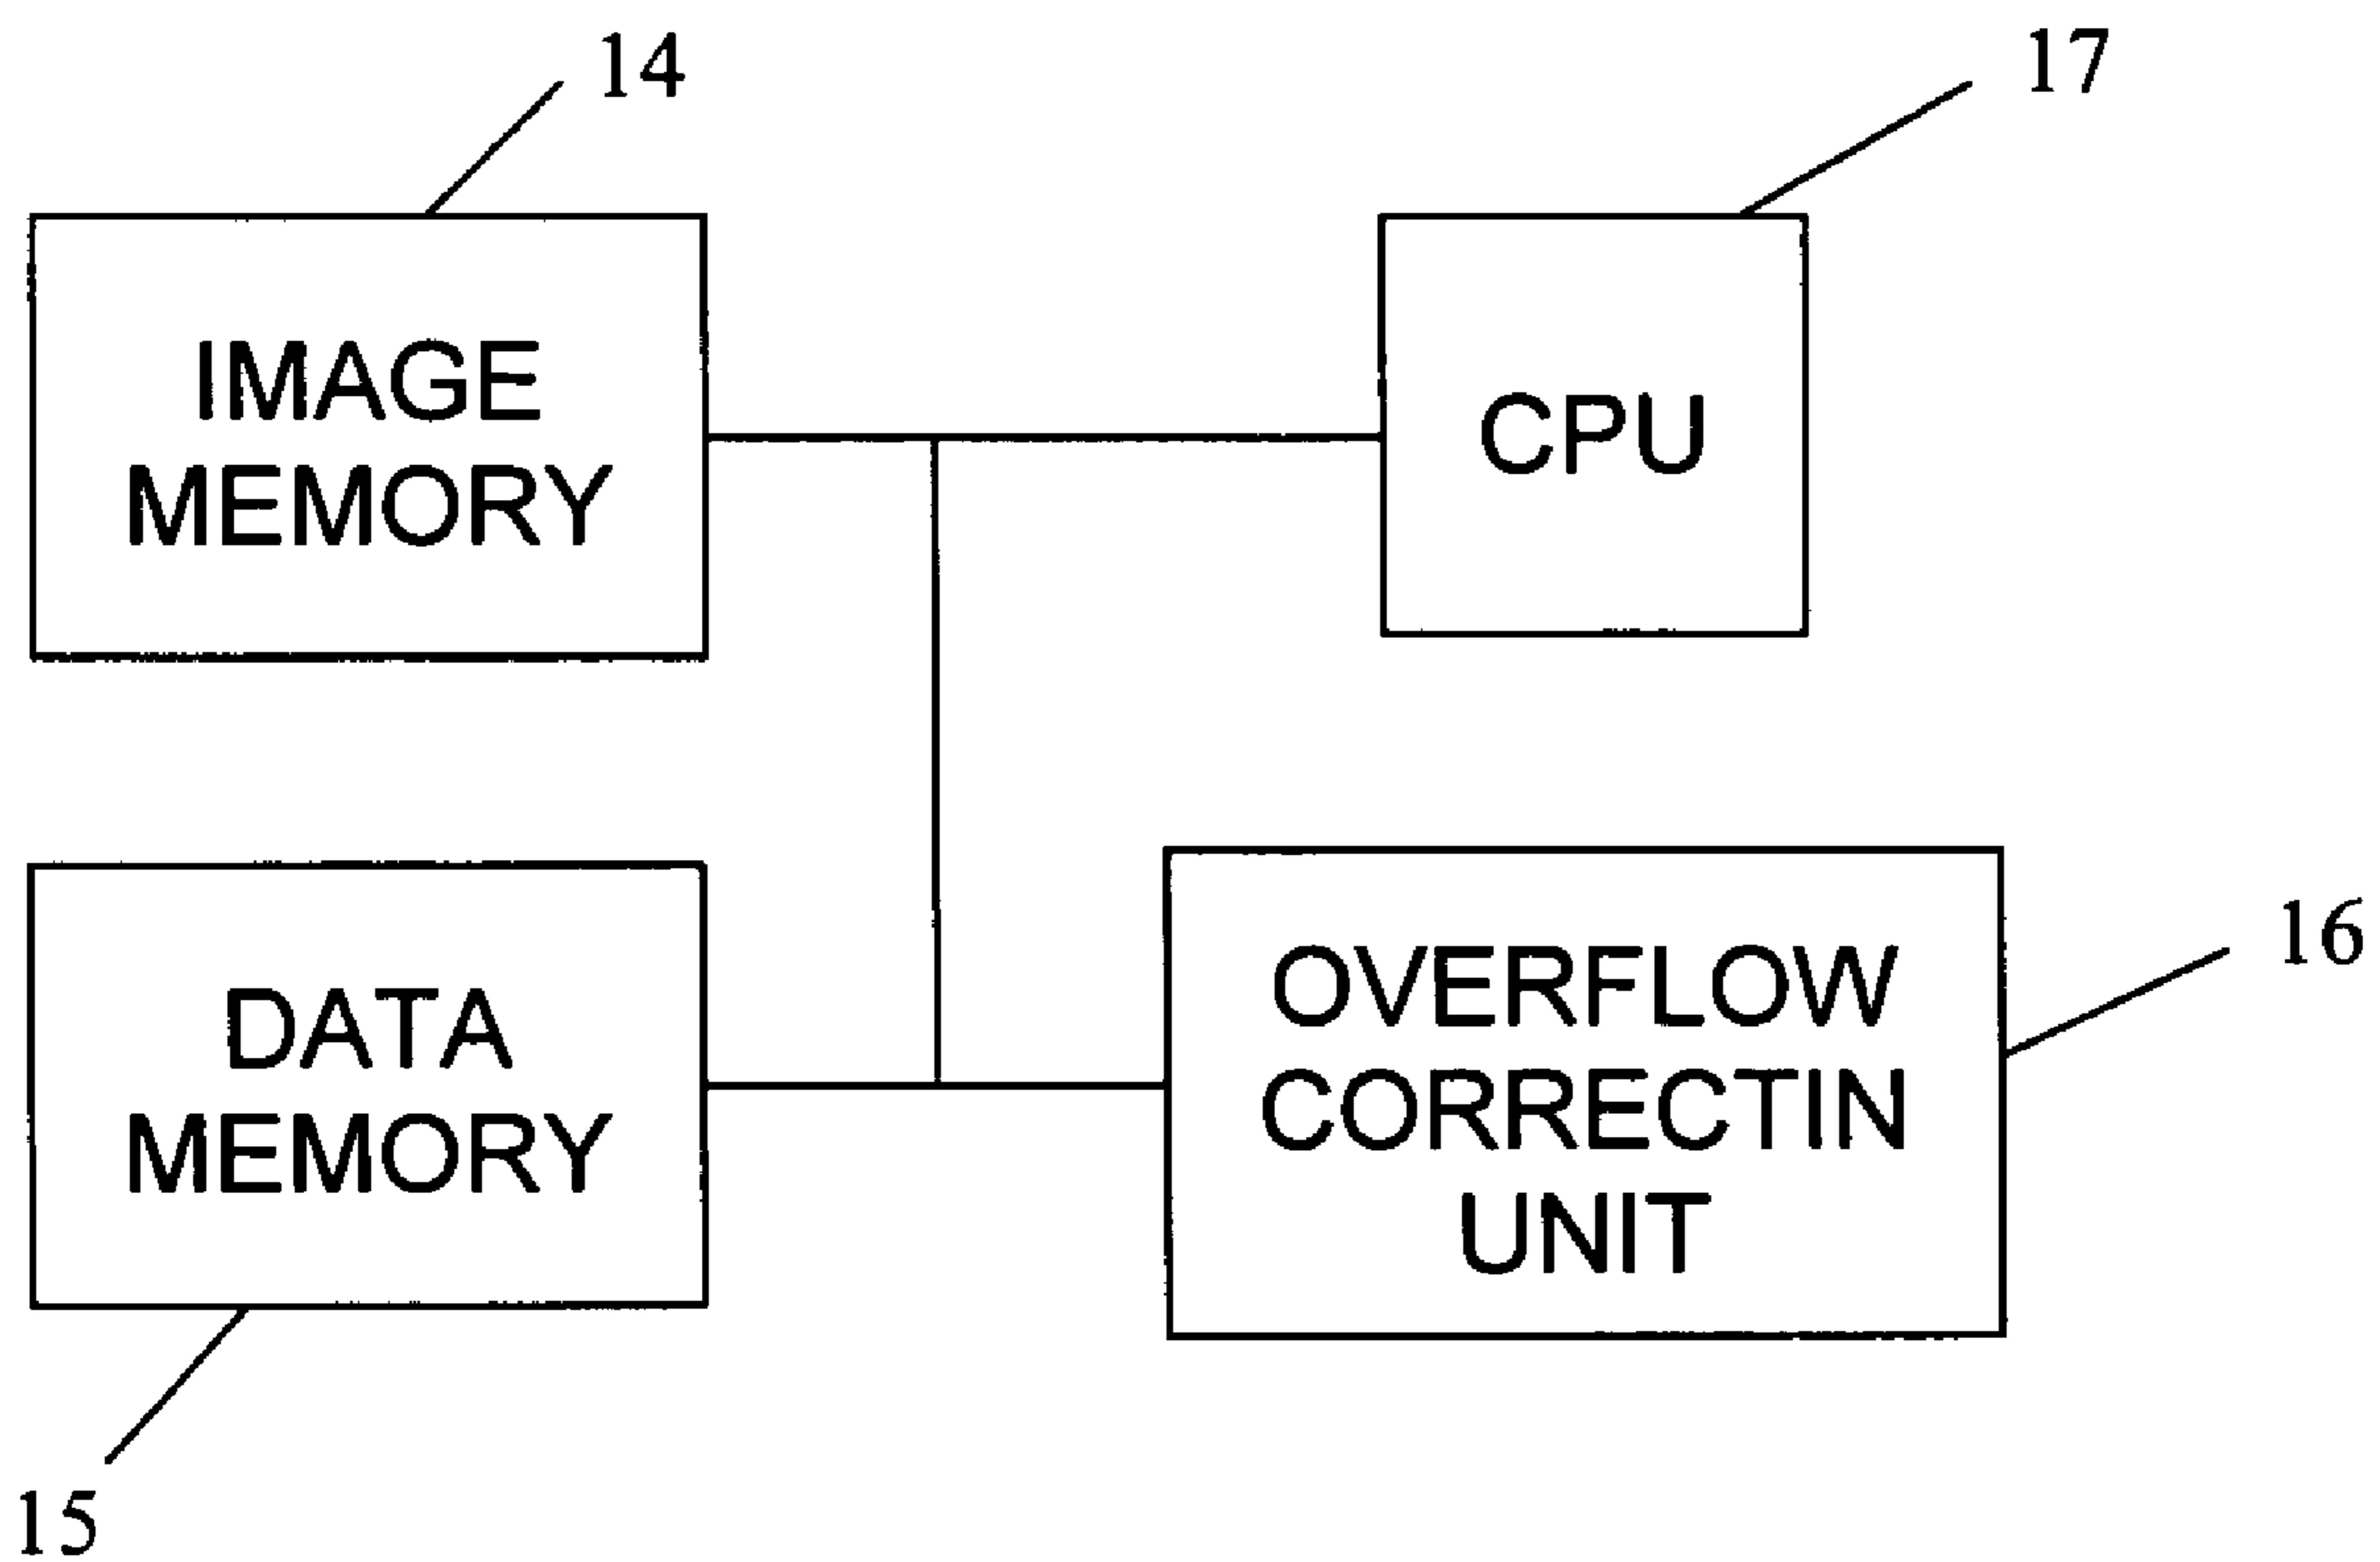 14
17
IMAGE
MEMORY
CPU
DATA
MEMORY
OVERFLOW
CORRECTIN
UNIT
16
15